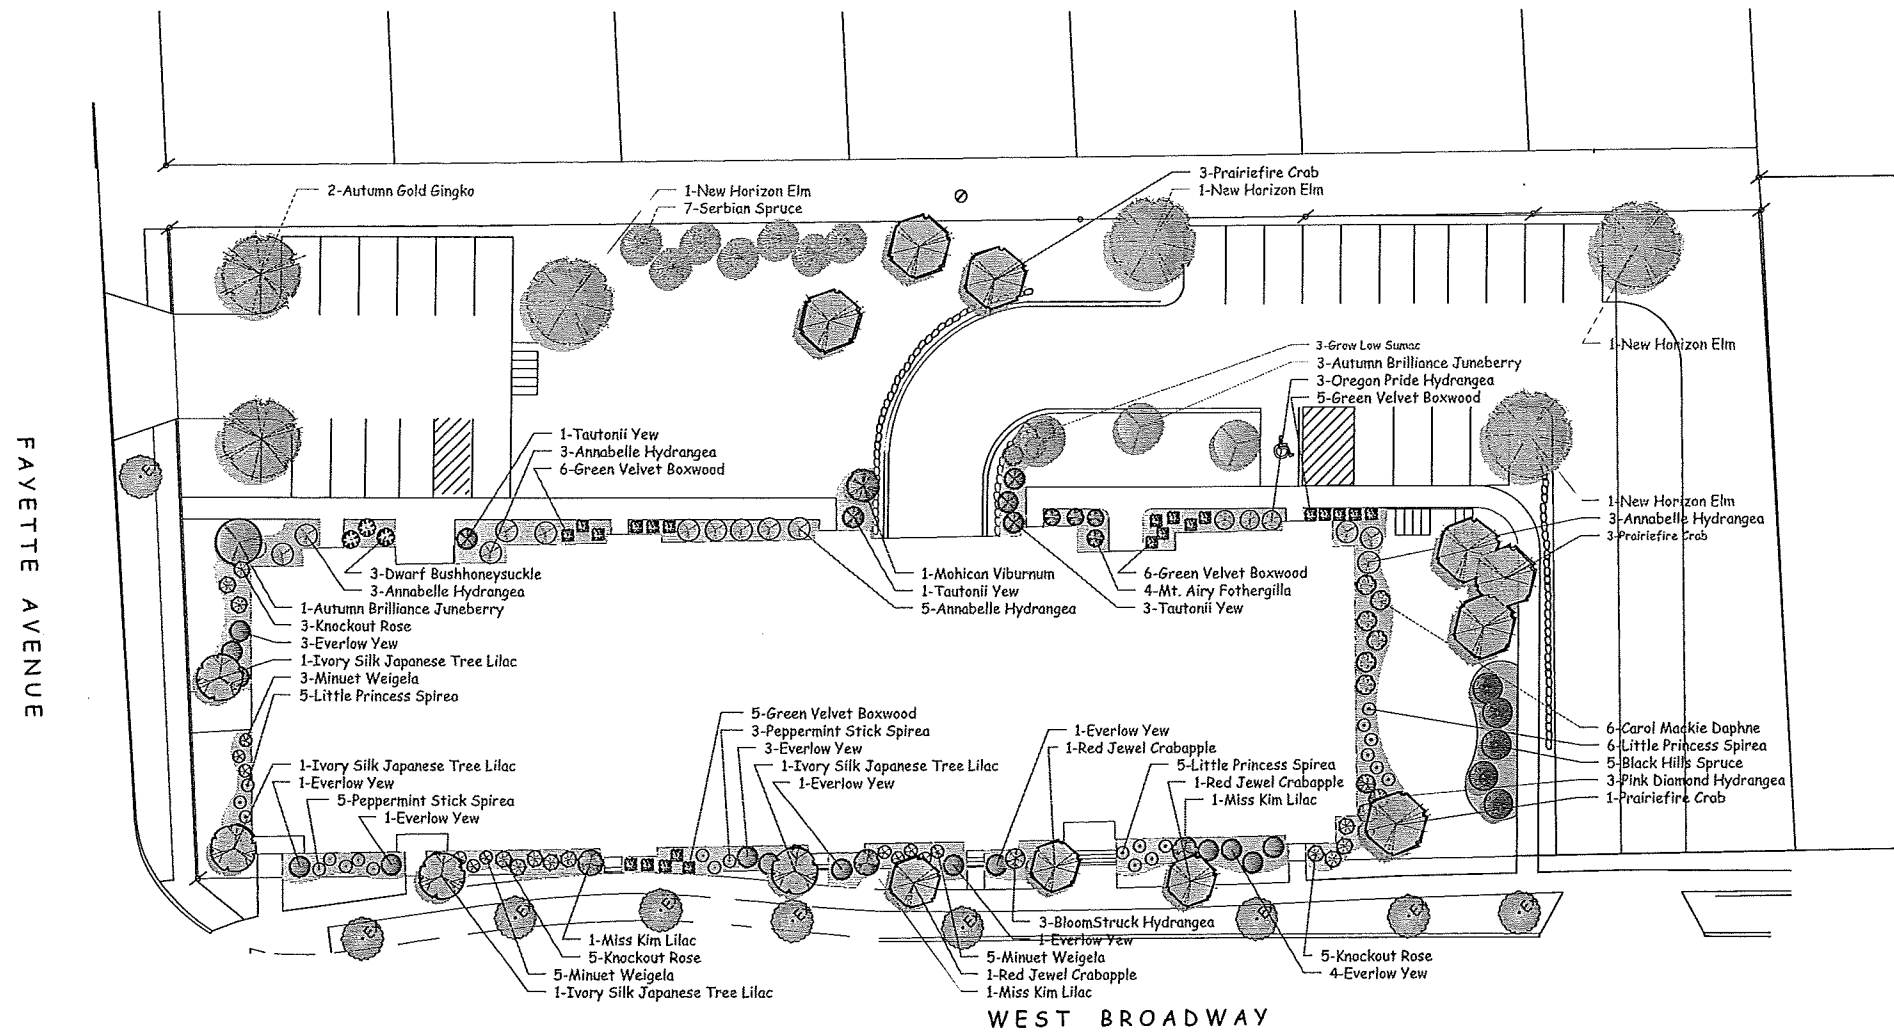 3-Prairiefire Crab
1-New Horizon Elm
2-Autumn Gold Gingko
1-New Horizon Elm
7-Serbian Spruce
1-New Horizon Elm
3-Grow Low Sumac
3-Autumn Brilliance Juneberry
3-Oregon Pride Hydrangea
5-Green Velvet Boxwood
1-Tautonii Yew
3-Annabelle Hydrangea
6-Green Velvet Boxwood
FAYETTE AVENUE
1-New Horizon Elm
3-Annabelle Hydrangea
3-Prairiefire Crab
3-Dwarf Bushhoneysuckle
3-Annabelle Hydrangea
1-Autumn Brilliance Juneberry
3-Knockout Rose
3-Everlow Yew
1-Ivory Silk Japanese Tree Lilac
3-Minuet Weigela
5-Little Princess Spirea
1-Mohican Viburnum
1-Tautonii Yew
5-Annabelle Hydrangea
6-Green Velvet Boxwood
4-Mt. Airy Fothergilla
3-Tautonii Yew
5-Green Velvet Boxwood
3-Peppermint Stick Spirea
3-Everlow Yew
1-Ivory Silk Japanese Tree Lilac
1-Everlow Yew
1-Everlow Yew
1-Red Jewel Crabapple
5-Little Princess Spirea
1-Red Jewel Crabapple
1-Miss Kim Lilac
6-Carol Mackie Daphne
6-Little Princess Spirea
5-Black Hills Spruce
3-Pink Diamond Hydrangea
1-Prairiefire Crab
1-Ivory Silk Japanese Tree Lilac
1-Everlow Yew
5-Peppermint Stick Spirea
1-Everlow Yew
1-Miss Kim Lilac
5-Knockout Rose
5-Minuet Weigela
1-Ivory Silk Japanese Tree Lilac
3-BloomStruck Hydrangea
1-Everlow Yew
5-Minuet Weigela
1-Red Jewel Crabapple
1-Miss Kim Lilac
5-Knockout Rose
4-Everlow Yew
WEST BROADWAY